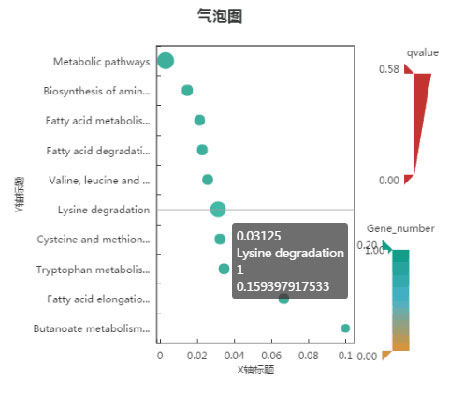 气泡图
qvalue
0.58
0.00
Gene_number
0.20
1.00
0.00
Y轴标题
Metabolic pathways
Biosynthesis of amin...
Fatty acid metabolis...
Fatty acid degradati...
Valine, leucine and ...
Lysine degradation
Cysteine and methion...
Tryptophan metabolis...
Fatty acid elongatio...
Butanoate metabolism...
0.03125
Lysine degradation
1
0.159397917533
0
0.02
0.04
0.06
0.08
0.1
X轴标题